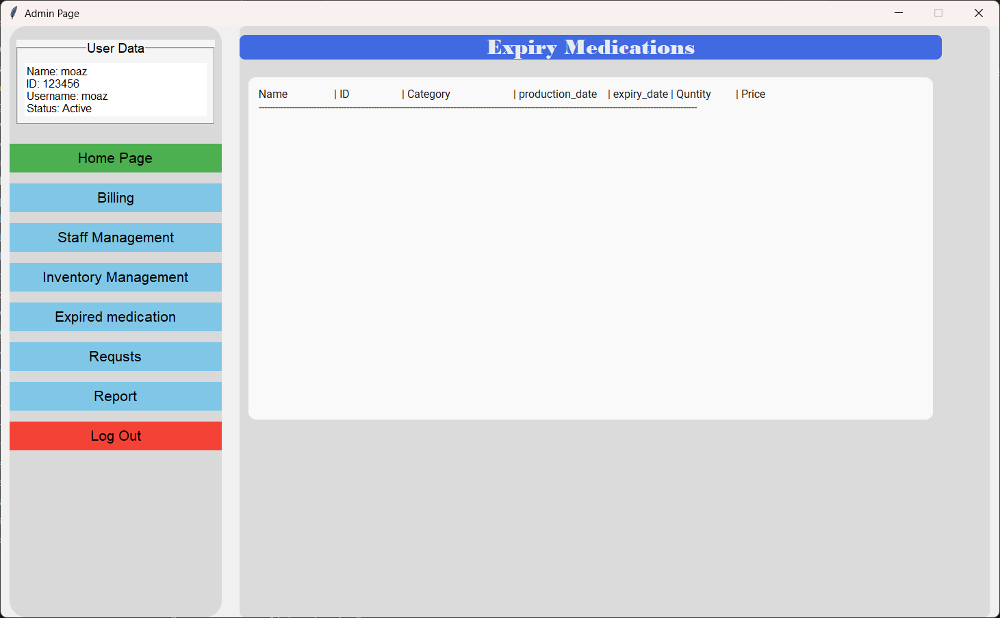 Admin Page
User Data
Name: moaz
ID: 123456
Username: moaz
Status: Active
Home Page
Billing
Staff Management
Inventory Management
Expired medication
Requsts
Report
Log Out
Expiry Medications
Name | ID | Category | production_date | expiry_date | Quntity | Price